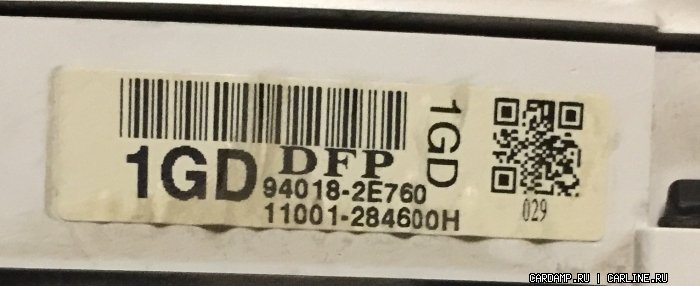 1GD DFP
94018-2E760
11001-284600H
1GD
029
CARDAMP.RU | CARLINE.RU